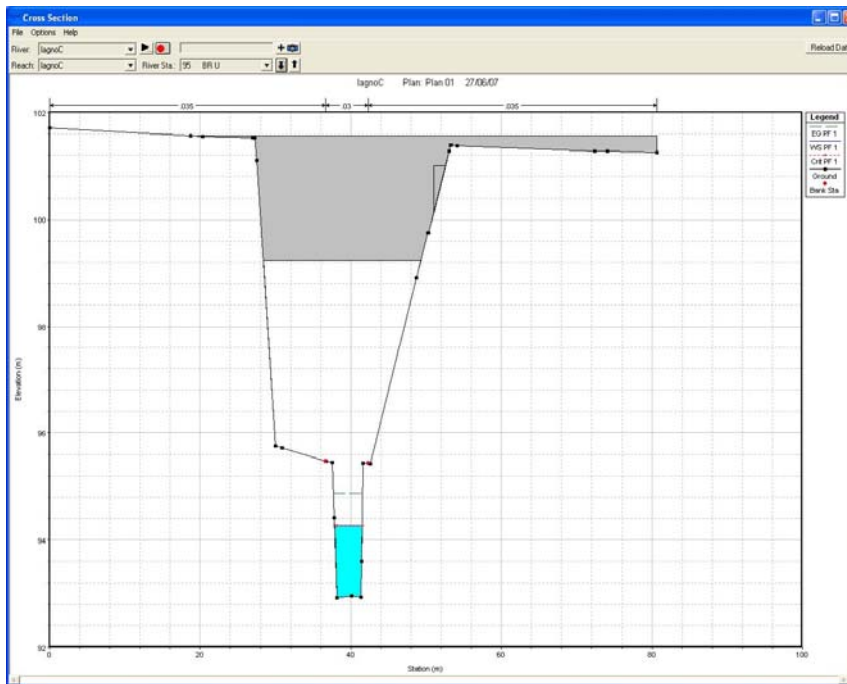 Cross Section
File Options Help
River: lagnoC
Reload Dat
Reach: lagnoC River Sta.: 95 BR U
lagnoC Plan: Plan 01 27/06/07
.035 .03 .035
Legend
EG PF 1
WS PF 1
Crit PF 1
Ground
Bank Sta
102
100
98
96
94
92
Elevation (m)
0 20 40 60 80 100
Station (m)